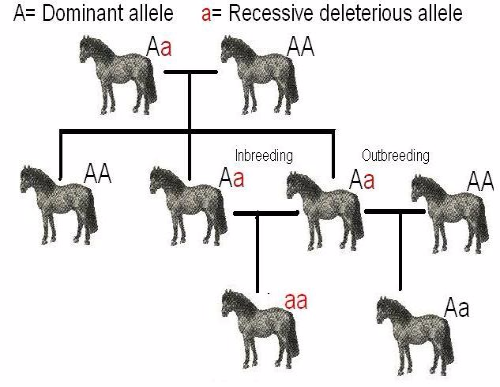 A= Dominant allele a= Recessive deleterious allele
Aa AA
Inbreeding Outbreeding
AA Aa Aa AA
aa Aa